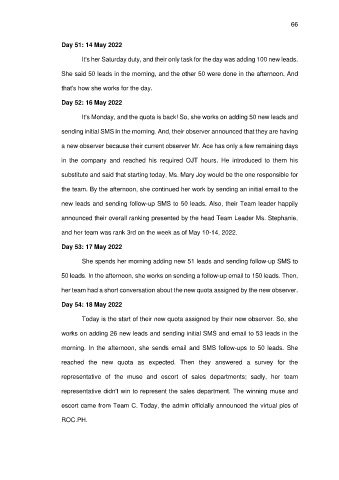 66
Day 51: 14 May 2022
It's her Saturday duty, and their only task for the day was adding 100 new leads.
She said 50 leads in the morning, and the other 50 were done in the afternoon. And
that's how she works for the day.
Day 52: 16 May 2022
It's Monday, and the quota is back! So, she works on adding 50 new leads and
sending initial SMS in the morning. And, their observer announced that they are having
a new observer because their current observer Mr. Ace has only a few remaining days
in the company and reached his required OJT hours. He introduced to them his
substitute and said that starting today, Ms. Mary Joy would be the one responsible for
the team. By the afternoon, she continued her work by sending an initial email to the
new leads and sending follow-up SMS to 50 leads. Also, their Team leader happily
announced their overall ranking presented by the head Team Leader Ms. Stephanie,
and her team was rank 3rd on the week as of May 10-14, 2022.
Day 53: 17 May 2022
She spends her morning adding new 51 leads and sending follow-up SMS to
50 leads. In the afternoon, she works on sending a follow-up email to 150 leads. Then,
her team had a short conversation about the new quota assigned by the new observer.
Day 54: 18 May 2022
Today is the start of their new quota assigned by their new observer. So, she
works on adding 26 new leads and sending initial SMS and email to 53 leads in the
morning. In the afternoon, she sends email and SMS follow-ups to 50 leads. She
reached the new quota as expected. Then they answered a survey for the
representative of the muse and escort of sales departments; sadly, her team
representative didn't win to represent the sales department. The winning muse and
escort came from Team C. Today, the admin officially announced the virtual pics of
ROC.PH.